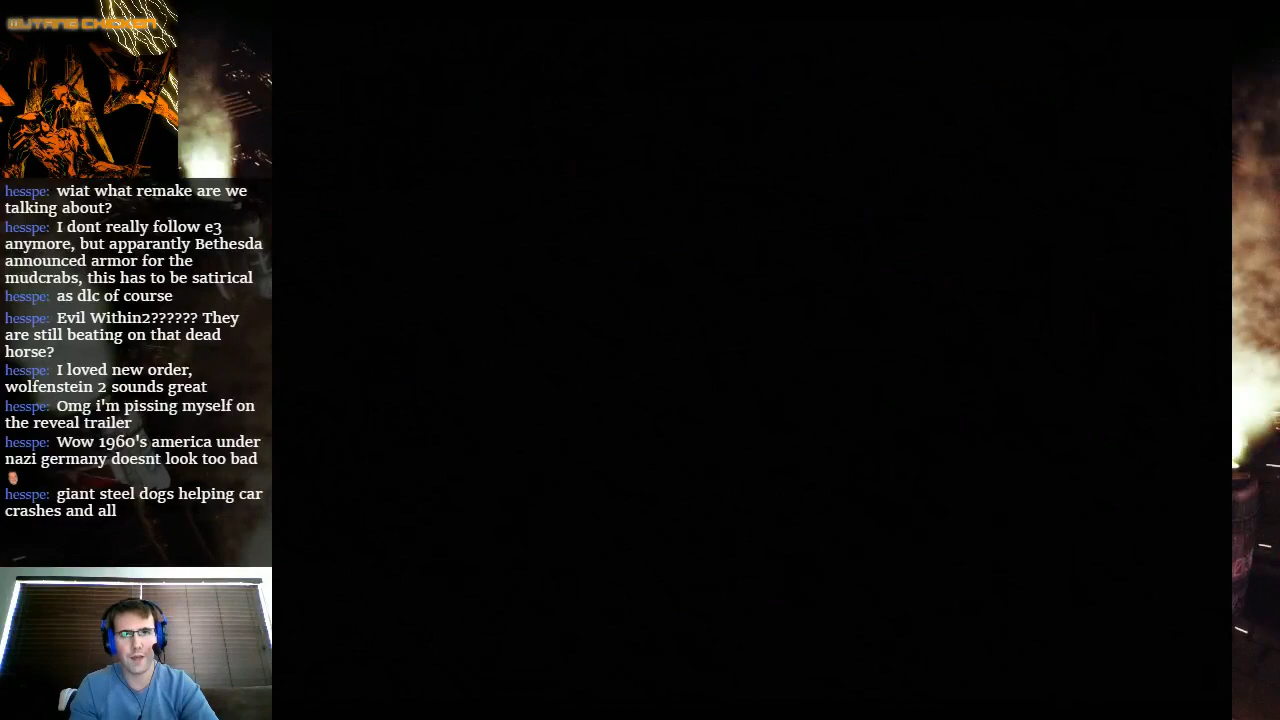 WUTANG CHICKEN
hesspe: wiat what remake are we
talking about?
hesspe: I dont really follow e3
anymore, but apparantly Bethesda
announced armor for the
mudcrabs, this has to be satirical
hesspe: as dlc of course
hesspe: Evil Within2?????? They
are still beating on that dead
horse?
hesspe: I loved new order,
wolfenstein 2 sounds great
hesspe: Omg i'm pissing myself on
the reveal trailer
hesspe: Wow 1960's america under
nazi germany doesnt look too bad
hesspe: giant steel dogs helping car
crashes and all